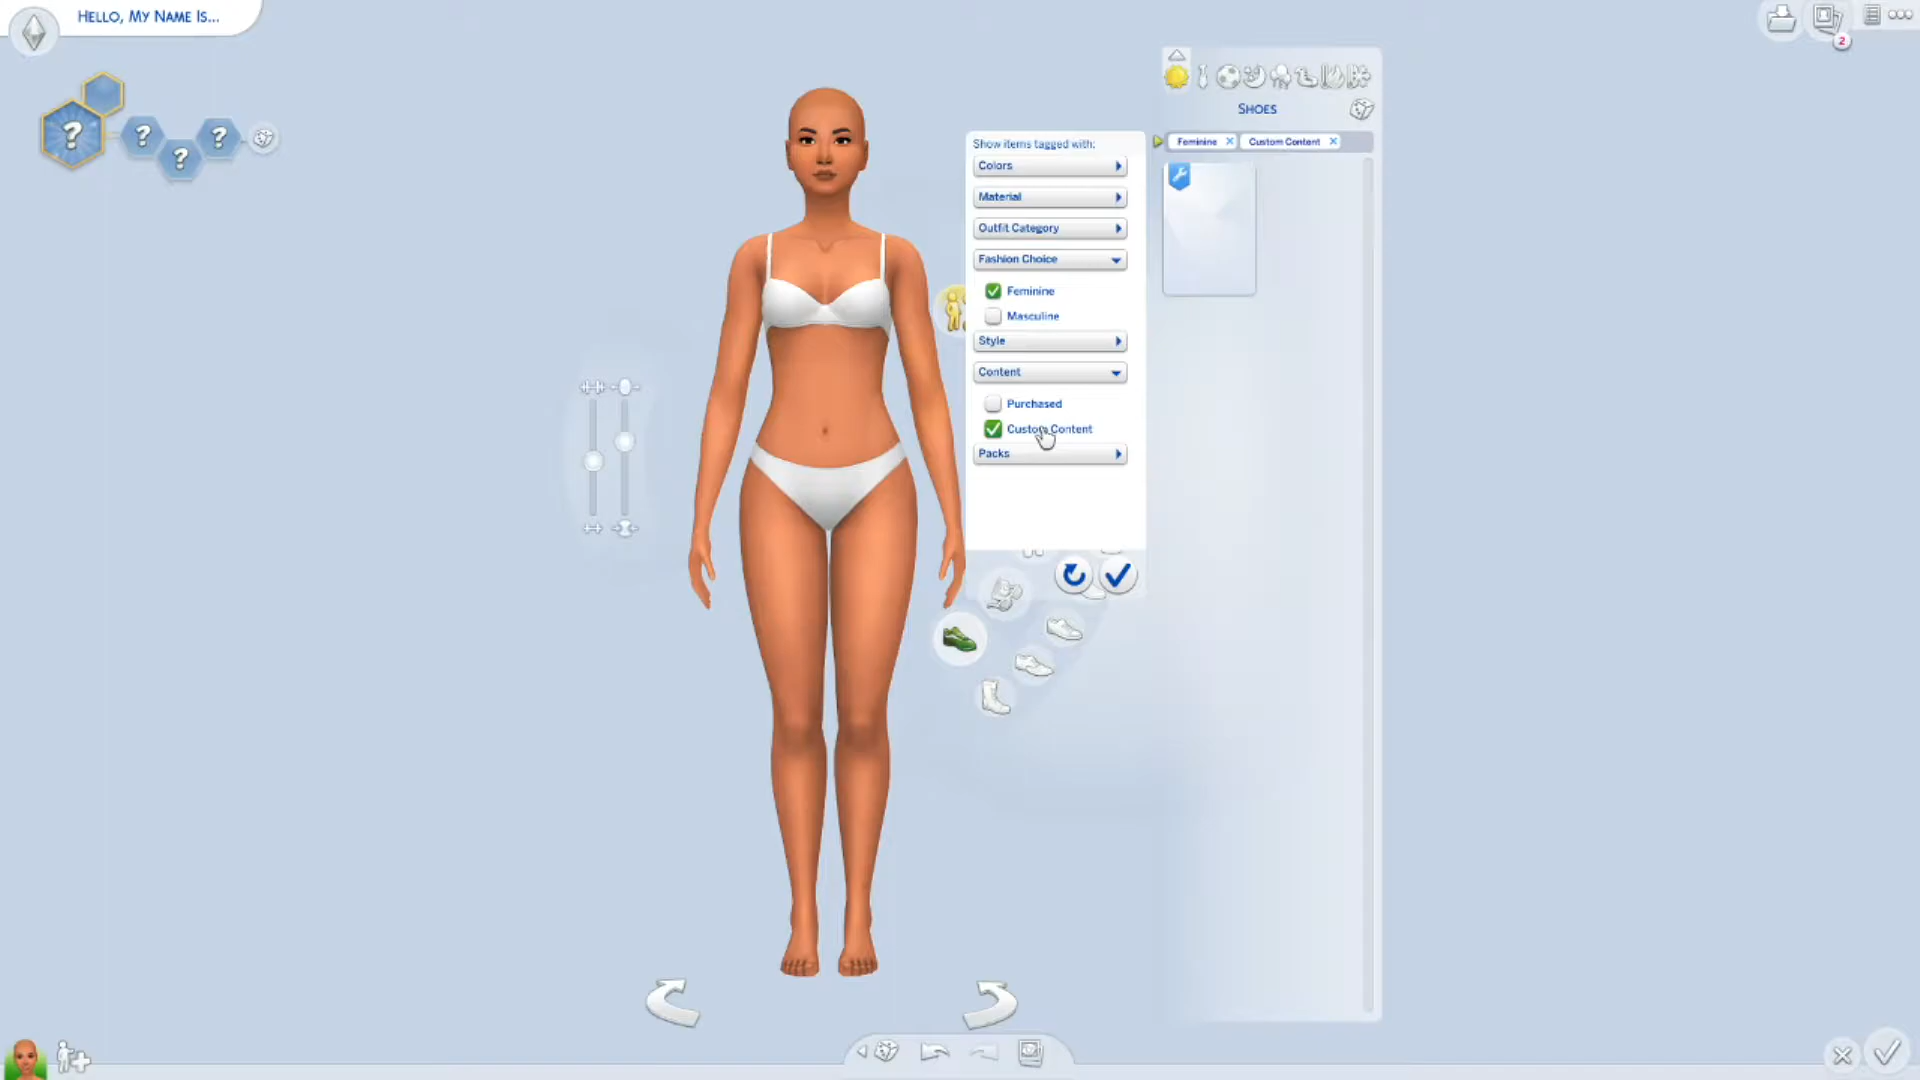 HELLO, MY NAME IS...
2
SHOES
Show items tagged with:
Feminine X Custom Content X
Colors
Material
Outfit Category
Fashion Choice
Feminine
Masculine
Style
Content
Purchased
Custom Content
Packs
? ? ? ?